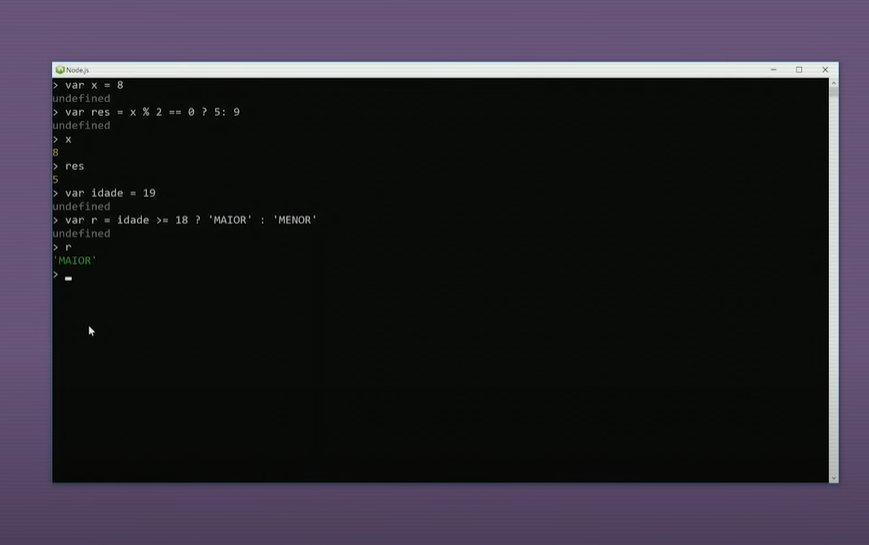 Node.js
> var x = 8
undefined
> var res = x % 2 == 0 ? 5: 9
undefined
> x
8
> res
5
> var idade = 19
undefined
> var r = idade >= 18 ? 'MAIOR' : 'MENOR'
undefined
> r
'MAIOR'
>